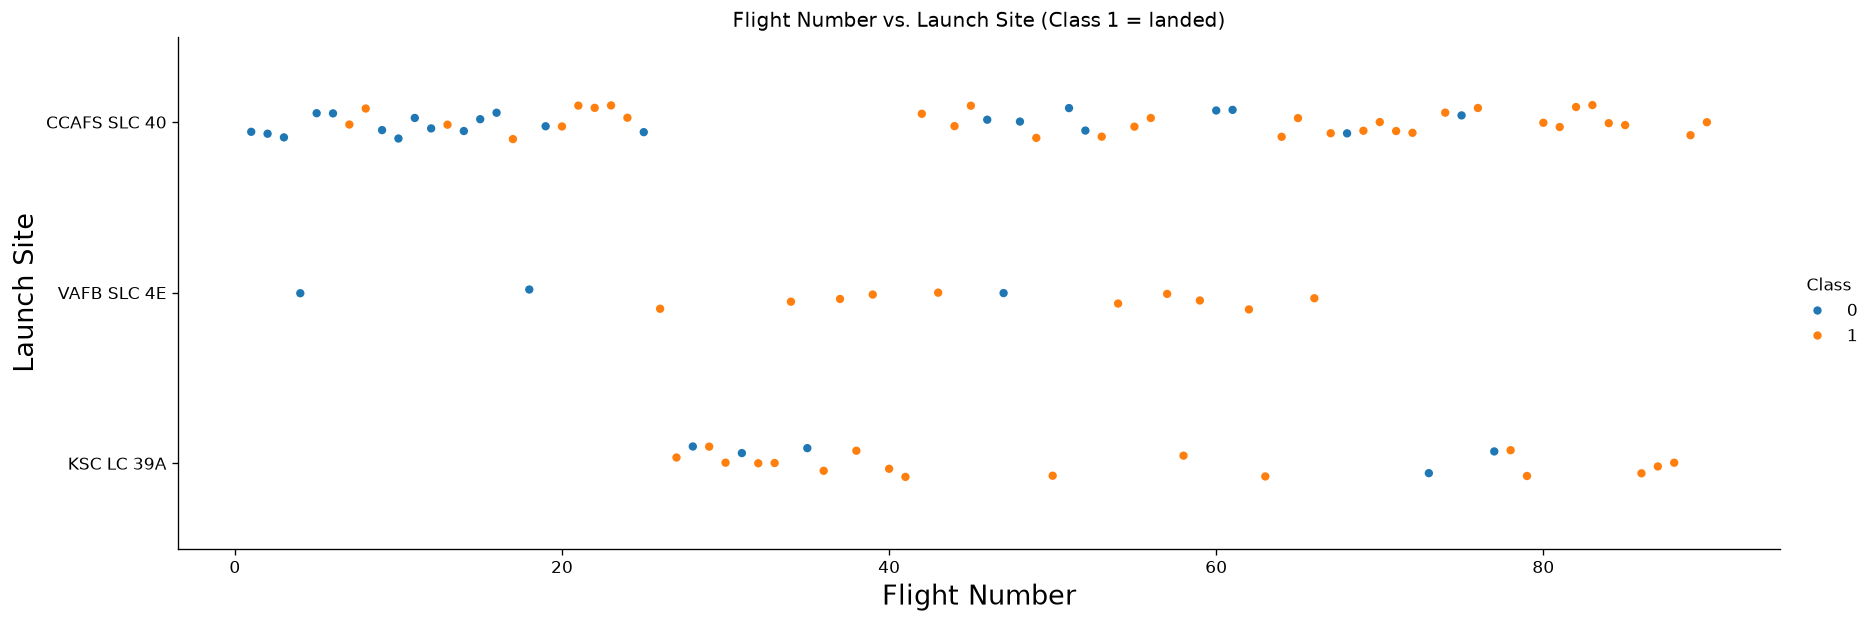 Flight Number vs. Launch Site (Class 1 = landed)
Launch Site
CCAFS SLC 40
VAFB SLC 4E
KSC LC 39A
0
20
40
60
80
Flight Number
Class
0
1